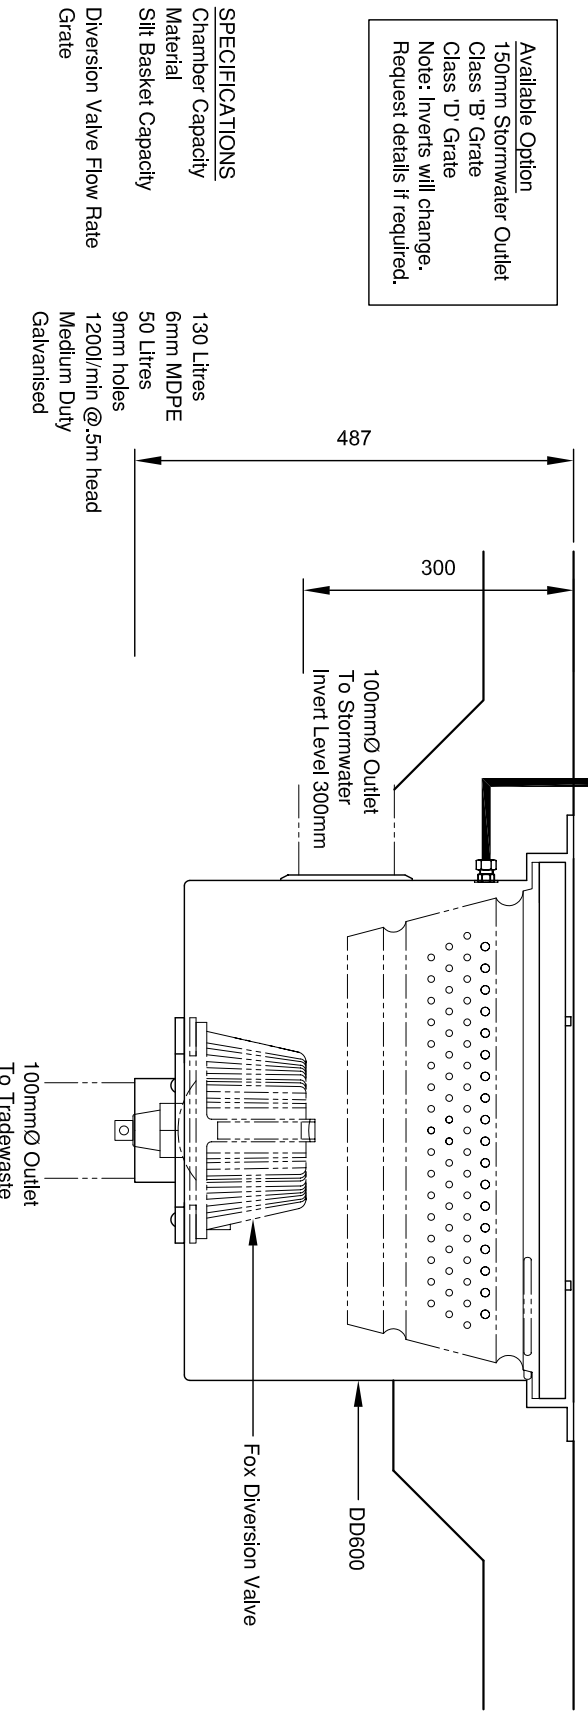 Available Option
150mm Stormwater Outlet
Class 'B' Grate
Class 'D' Grate
Note: Inverts will change.
Request details if required.
SPECIFICATIONS
Chamber Capacity 130 Litres
Material 6mm MDPE
Silt Basket Capacity 50 Litres
9mm holes
Diversion Valve Flow Rate 1200l/min @.5m head
Grate Medium Duty
Galvanised
487
300
100mmØ Outlet
To Stormwater
Invert Level 300mm
100mmØ Outlet
To Tradewaste
Fox Diversion Valve
DD600